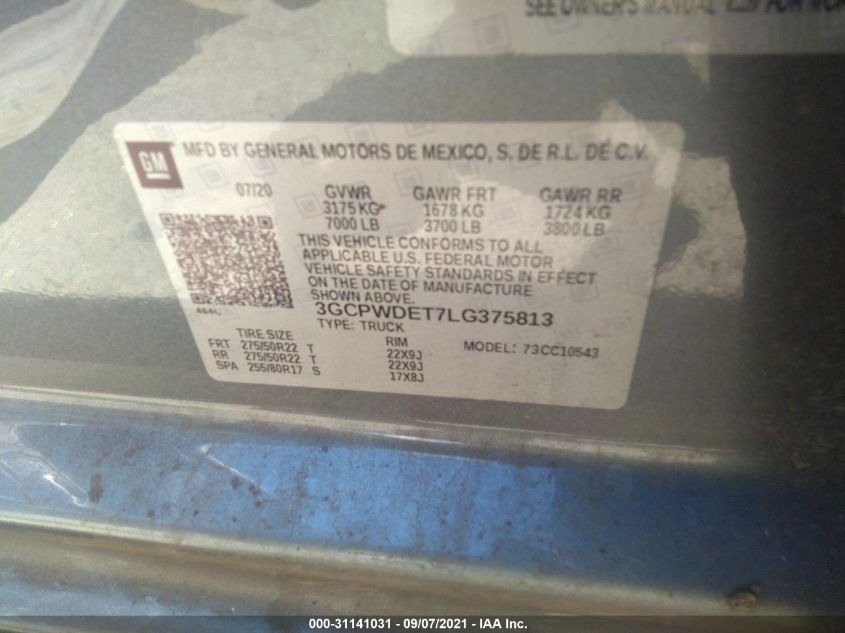 SEE OWNER'S MANUAL FOR MOR
GM
MFD BY GENERAL MOTORS DE MEXICO, S. DE R.L. DE C.V.
07/20 GVWR GAWR FRT GAWR RR
3175 KG 1678 KG 1724 KG
7000 LB 3700 LB 3800 LB
THIS VEHICLE CONFORMS TO ALL
APPLICABLE U.S. FEDERAL MOTOR
VEHICLE SAFETY STANDARDS IN EFFECT
ON THE DATE OF MANUFACTURE
SHOWN ABOVE.
3GCPWDET7LG375813
TYPE: TRUCK
TIRE SIZE RIM MODEL: 73CC10543
FRT 275/50R22 T 22X9J
RR 275/50R22 T 22X9J
SPA 255/80R17 S 17X8J
000-31141031 - 09/07/2021 - IAA Inc.